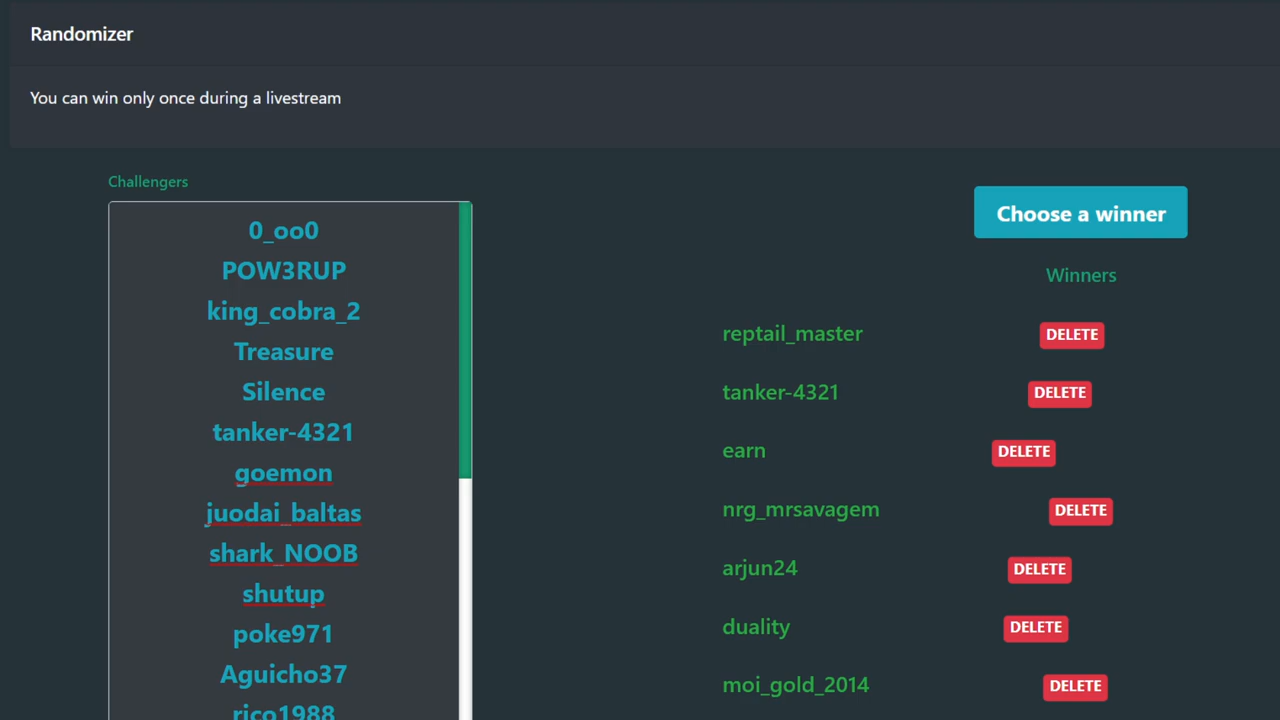 Randomizer
You can win only once during a livestream
Challengers
0_oo0
POW3RUP
king_cobra_2
Treasure
Silence
tanker-4321
goemon
juodai_baltas
shark_NOOB
shutup
poke971
Aguicho37
rico1988
Choose a winner
Winners
reptail_master DELETE
tanker-4321 DELETE
earn DELETE
nrg_mrsavagem DELETE
arjun24 DELETE
duality DELETE
moi_gold_2014 DELETE